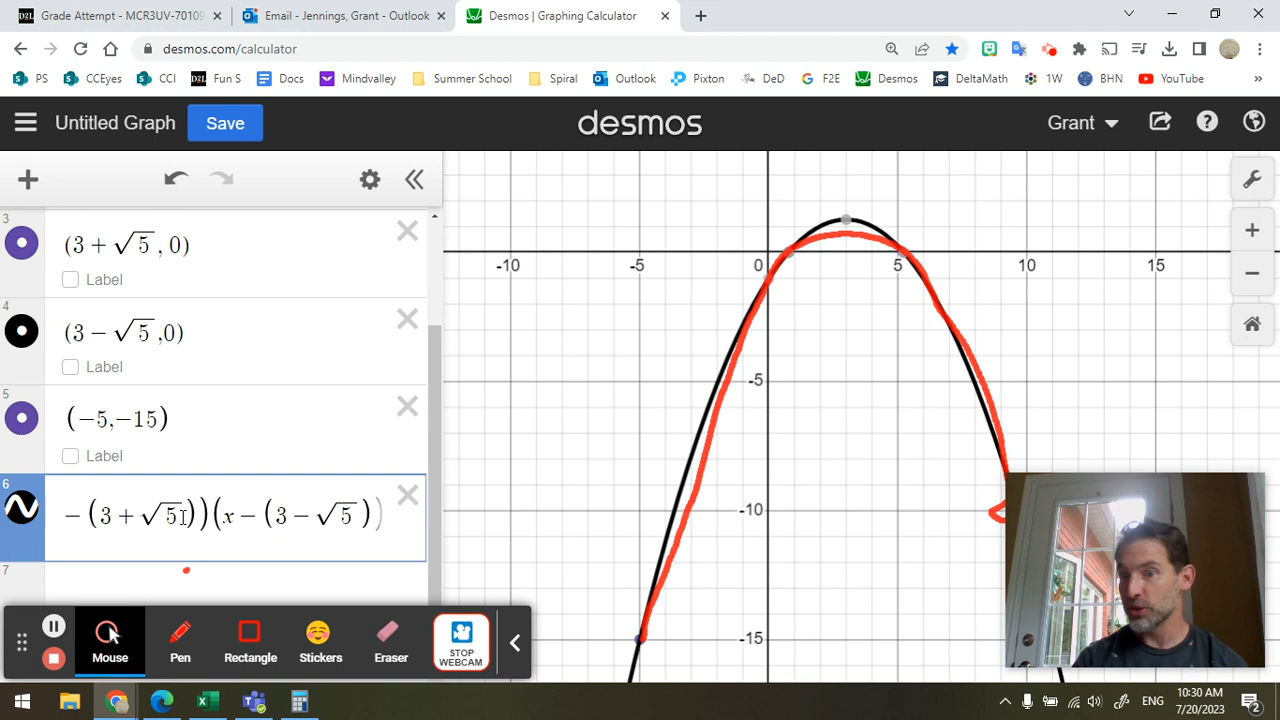 Grade Attempt - MCR3UV-70109
Email - Jennings, Grant - Outlook
Desmos | Graphing Calculator
desmos.com/calculator
PS
CCEyes
CCI
Fun S
Docs
Mindvalley
Summer School
Spiral
Outlook
Pixton
DeD
F2E
Desmos
DeltaMath
1W
BHN
YouTube
»
Untitled Graph
Save
desmos
Grant
3
(3 + √5, 0)
Label
4
(3 − √5, 0)
Label
5
(−5, −15)
Label
6
− (3 + √5))(x − (3 − √5))
7
-10
-5
0
5
10
15
-5
-10
-15
Mouse
Pen
Rectangle
Stickers
Eraser
STOP
WEBCAM
ENG
10:30 AM
7/20/2023
2